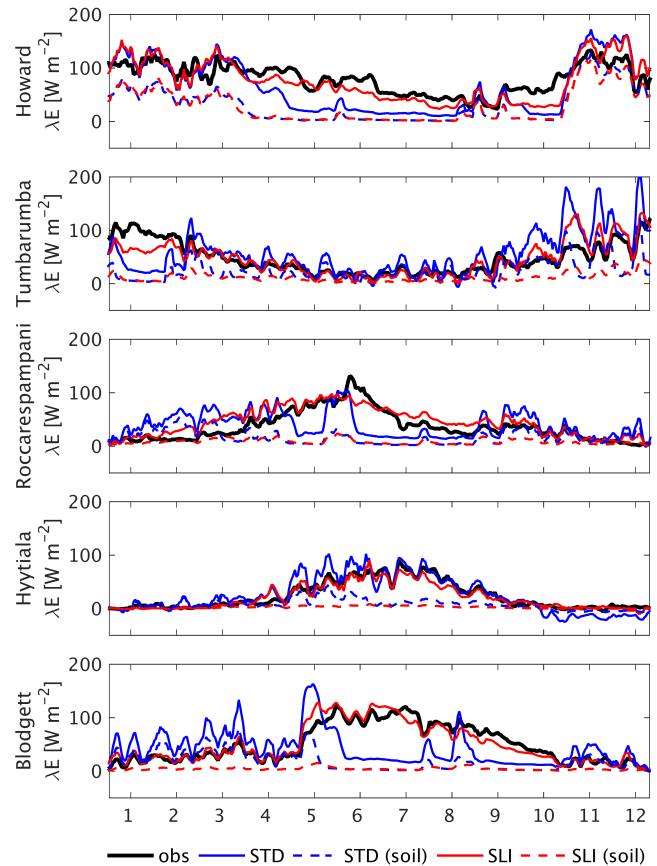 Howard
λE [W m⁻²]
200
100
0
Tumbarumba
λE [W m⁻²]
200
100
0
Roccarespampani
λE [W m⁻²]
200
100
0
Hyytiala
λE [W m⁻²]
200
100
0
Blodgett
λE [W m⁻²]
200
100
0
1 2 3 4 5 6 7 8 9 10 11 12
obs STD STD (soil) SLI SLI (soil)